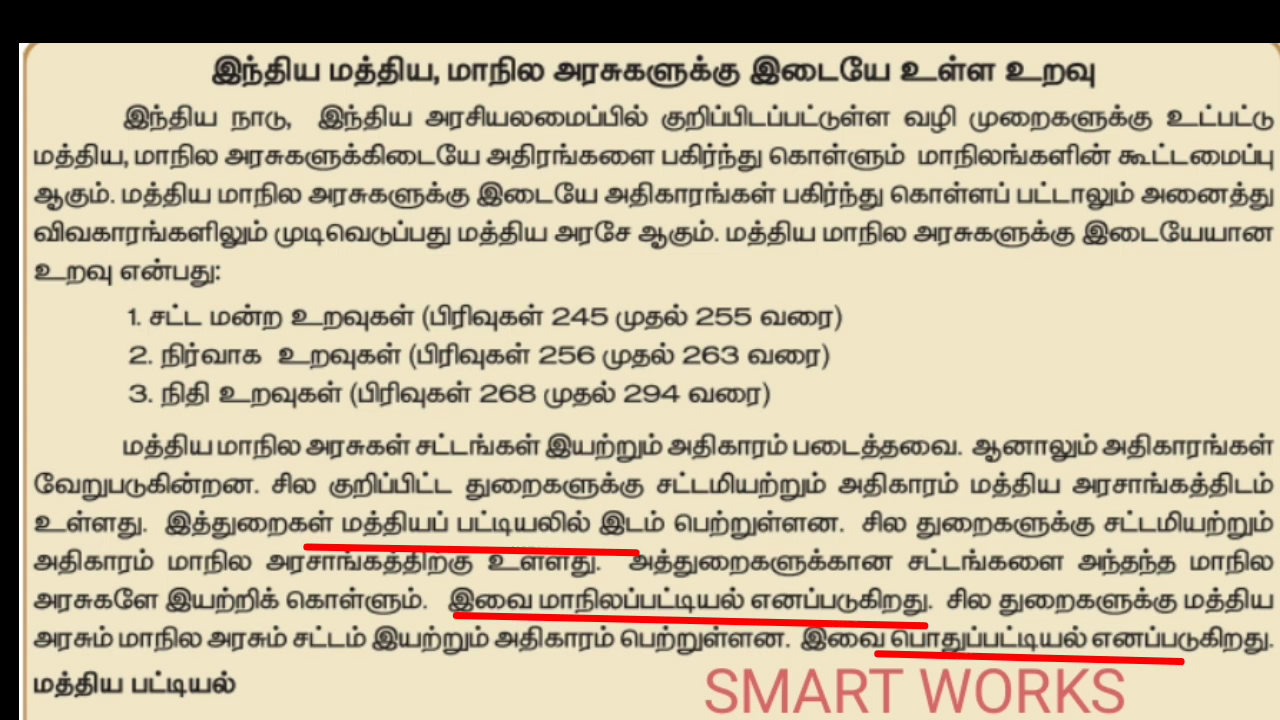 இந்திய மத்திய, மாநில அரசுகளுக்கு இடையே உள்ள உறவு
இந்திய நாடு, இந்திய அரசியலமைப்பில் குறிப்பிடப்பட்டுள்ள வழி முறைகளுக்கு உட்பட்டு
மத்திய, மாநில அரசுகளுக்கிடையே அதிரங்களை பகிர்ந்து கொள்ளும் மாநிலங்களின் கூட்டமைப்பு
ஆகும். மத்திய மாநில அரசுகளுக்கு இடையே அதிகாரங்கள் பகிர்ந்து கொள்ளப் பட்டாலும் அனைத்து
விவகாரங்களிலும் முடிவெடுப்பது மத்திய அரசே ஆகும். மத்திய மாநில அரசுகளுக்கு இடையேயான
உறவு என்பது:
1. சட்ட மன்ற உறவுகள் (பிரிவுகள் 245 முதல் 255 வரை)
2. நிர்வாக உறவுகள் (பிரிவுகள் 256 முதல் 263 வரை)
3. நிதி உறவுகள் (பிரிவுகள் 268 முதல் 294 வரை)
மத்திய மாநில அரசுகள் சட்டங்கள் இயற்றும் அதிகாரம் படைத்தவை. ஆனாலும் அதிகாரங்கள்
வேறுபடுகின்றன. சில குறிப்பிட்ட துறைகளுக்கு சட்டமியற்றும் அதிகாரம் மத்திய அரசாங்கத்திடம்
உள்ளது. இத்துறைகள் மத்தியப் பட்டியலில் இடம் பெற்றுள்ளன. சில துறைகளுக்கு சட்டமியற்றும்
அதிகாரம் மாநில அரசாங்கத்திற்கு உள்ளது. அத்துறைகளுக்கான சட்டங்களை அந்தந்த மாநில
அரசுகளே இயற்றிக் கொள்ளும். இவை மாநிலப்பட்டியல் எனப்படுகிறது. சில துறைகளுக்கு மத்திய
அரசும் மாநில அரசும் சட்டம் இயற்றும் அதிகாரம் பெற்றுள்ளன. இவை பொதுப்பட்டியல் எனப்படுகிறது.
மத்திய பட்டியல்
SMART WORKS